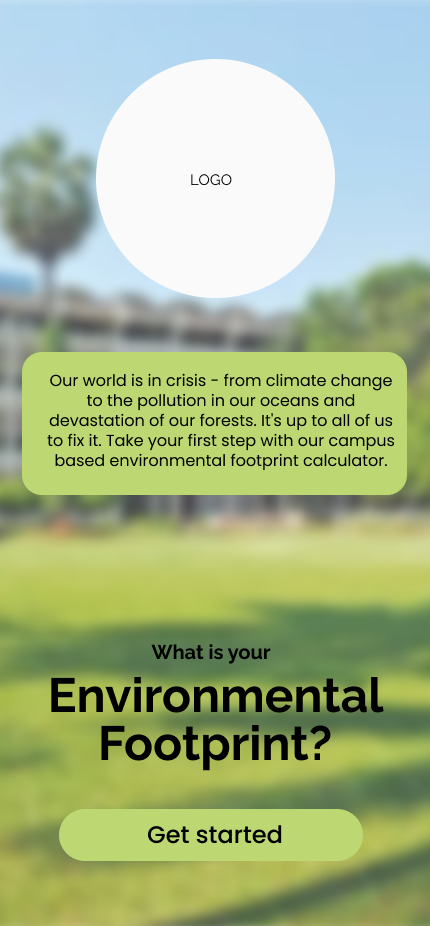 LOGO
Our world is in crisis - from climate change
to the pollution in our oceans and
devastation of our forests. It's up to all of us
to fix it. Take your first step with our campus
based environmental footprint calculator.
What is your
Environmental
Footprint?
Get started